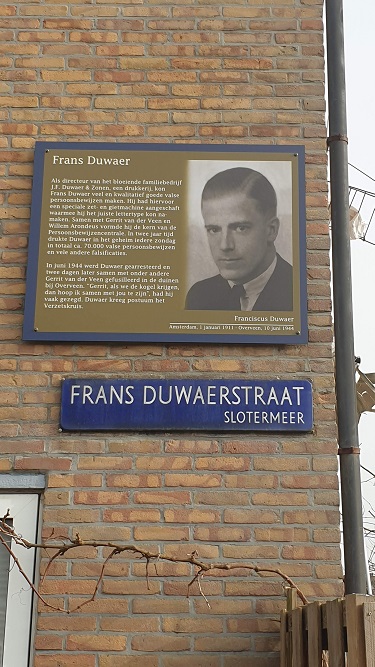 Frans Duwaer
Als directeur van het bloeiende familiebedrijf
J.F. Duwaer & Zonen, een drukkerij, kon
Frans Duwaer veel en kwalitatief goede valse
persoonsbewijzen maken. Hij had hiervoor
een speciale zet- en gietmachine aangeschaft
waarmee hij het juiste lettertype kon na-
maken. Samen met Gerrit van der Veen en
Willem Arondeus vormde hij de kern van de
Persoonsbewijzencentrale. In twee jaar tijd
drukte Duwaer in het geheim iedere zondag
in totaal ca. 70.000 valse persoonsbewijzen
en vele andere falsificaties.
In juni 1944 werd Duwaer gearresteerd en
twee dagen later samen met onder andere
Gerrit van der Veen gefusilleerd in de duinen
bij Overveen. "Gerrit, als we de kogel krijgen,
dan hoop ik samen met jou te zijn", had hij
vaak gezegd. Duwaer kreeg postuum het
Verzetskruis.
Franciscus Duwaer
Amsterdam, 1 januari 1911 - Overveen, 10 juni 1944
FRANS DUWAERSTRAAT
SLOTERMEER